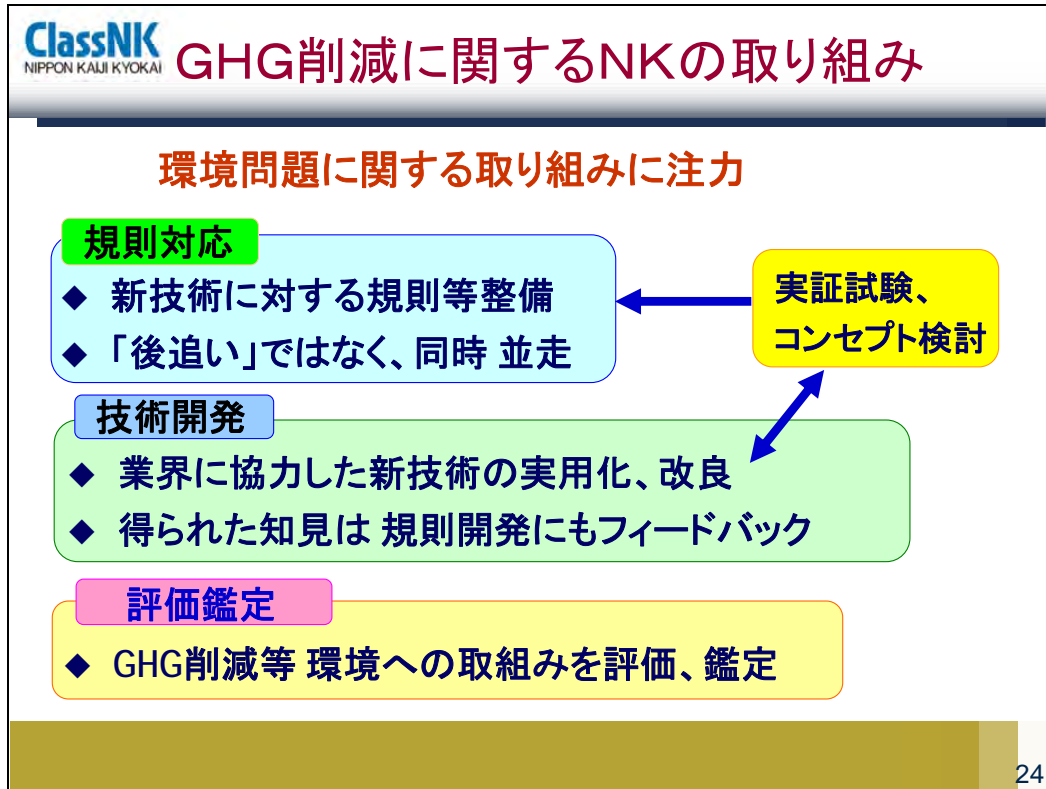 ClassNK
NIPPON KAIJI KYOKAI
GHG削減に関するNKの取り組み
環境問題に関する取り組みに注力
規則対応
◆ 新技術に対する規則等整備
◆ 「後追い」ではなく、同時 並走
実証試験、
コンセプト検討
技術開発
◆ 業界に協力した新技術の実用化、改良
◆ 得られた知見は 規則開発にもフィードバック
評価鑑定
◆ GHG削減等 環境への取組みを評価、鑑定
24